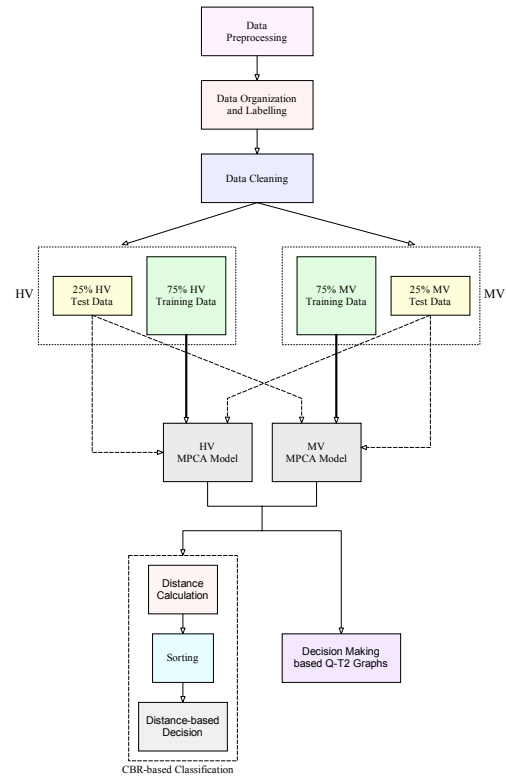 Data
Preprocessing
Data Organization
and Labelling
Data Cleaning
HV
25% HV
Test Data
75% HV
Training Data
75% MV
Training Data
25% MV
Test Data
MV
HV
MPCA Model
MV
MPCA Model
Distance
Calculation
Sorting
Distance-based
Decision
CBR-based Classification
Decision Making
based Q-T2 Graphs